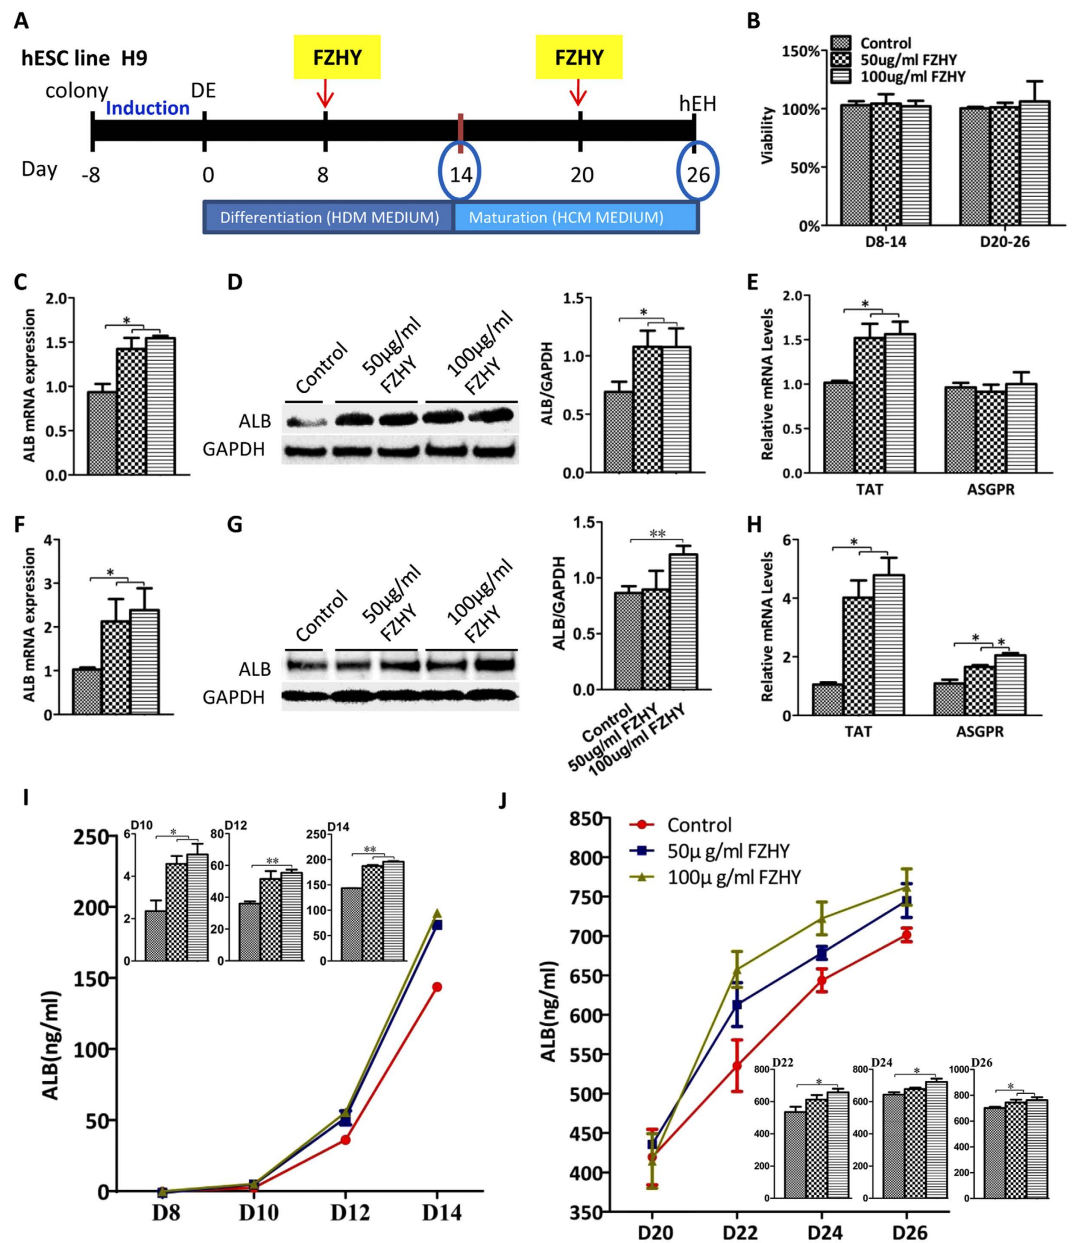 A
hESC line H9
FZHY
FZHY
colony
DE
hEH
Induction
Day
-8
0
8
14
20
26
Differentiation (HDM MEDIUM)
Maturation (HCM MEDIUM)
B
Control
50ug/ml FZHY
100ug/ml FZHY
150%
100%
50%
0%
Viability
D8-14
D20-26
C
ALB mRNA expression
2.0
1.5
1.0
0.5
0.0
*
D
Control
50µg/ml
FZHY
100µg/ml
FZHY
ALB
GAPDH
ALB/GAPDH
1.5
1.0
0.5
0.0
*
E
Relative mRNA Levels
2.0
1.5
1.0
0.5
0.0
*
TAT
ASGPR
F
ALB mRNA expression
4
3
2
1
0
*
G
Control
50µg/ml
FZHY
100µg/ml
FZHY
ALB
GAPDH
ALB/GAPDH
1.5
1.0
0.5
0.0
**
Control
50ug/ml FZHY
100ug/ml FZHY
H
Relative mRNA Levels
6
4
2
0
*
*
*
TAT
ASGPR
I
ALB(ng/ml)
250
200
150
100
50
0
D8
D10
D12
D14
D10
6
4
2
0
*
D12
80
60
40
20
0
**
D14
250
200
150
100
50
0
**
J
ALB(ng/ml)
850
800
750
700
650
600
550
500
450
400
350
Control
50µ g/ml FZHY
100µ g/ml FZHY
D20
D22
D24
D26
D22
800
600
400
200
0
*
D24
800
600
400
200
0
*
D26
1000
800
600
400
200
0
*